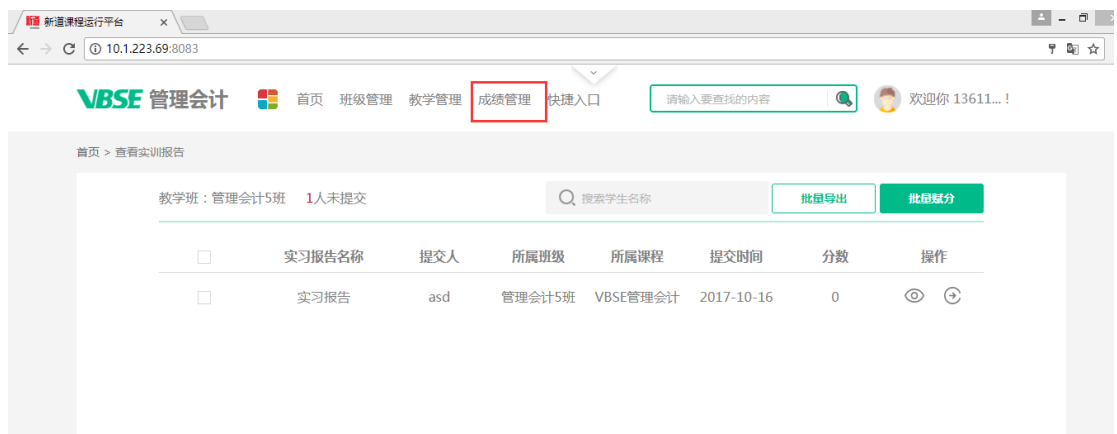 新道课程运行平台
10.1.223.69:8083
VBSE 管理会计 首页 班级管理 教学管理 成绩管理 快捷入口 请输入要查找的内容 欢迎你 13611... !
首页 > 查看实训报告
教学班：管理会计5班 1人未提交 搜索学生名称 批量导出 批量赋分
实习报告名称 提交人 所属班级 所属课程 提交时间 分数 操作
实习报告 asd 管理会计5班 VBSE管理会计 2017-10-16 0